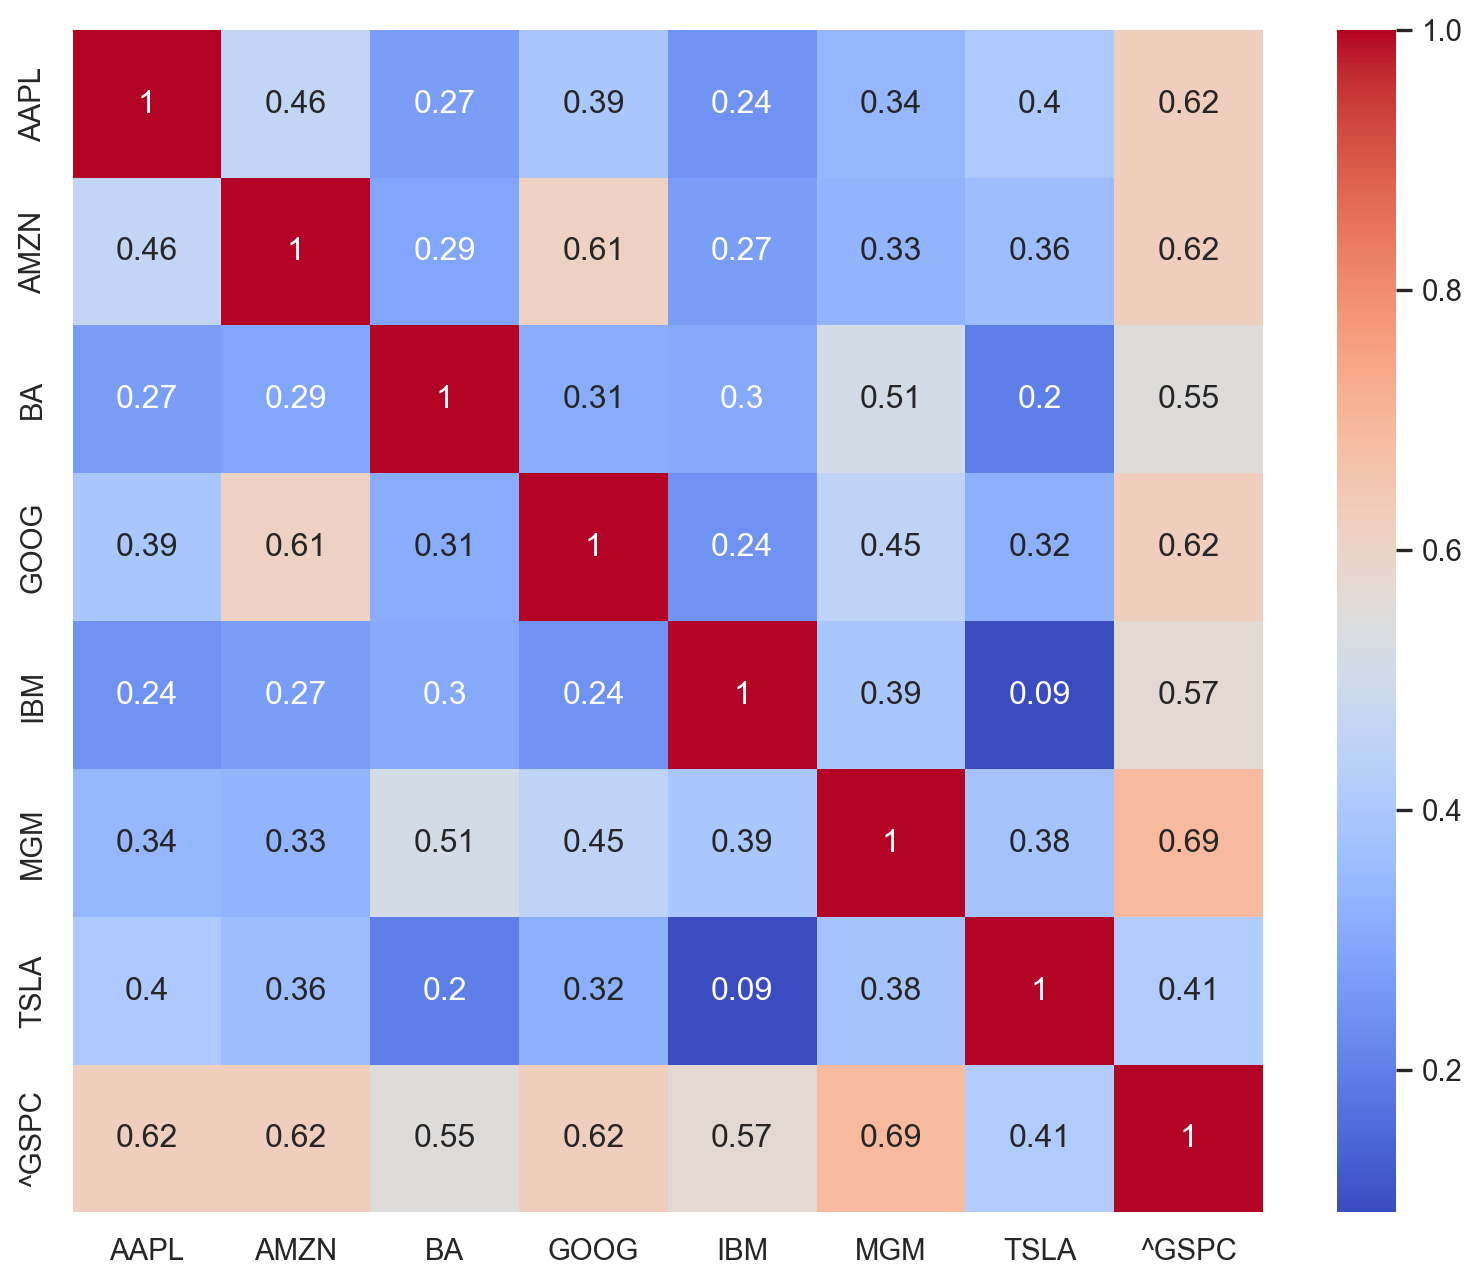 AAPL 1 0.46 0.27 0.39 0.24 0.34 0.4 0.62
AMZN 0.46 1 0.29 0.61 0.27 0.33 0.36 0.62
BA 0.27 0.29 1 0.31 0.3 0.51 0.2 0.55
GOOG 0.39 0.61 0.31 1 0.24 0.45 0.32 0.62
IBM 0.24 0.27 0.3 0.24 1 0.39 0.09 0.57
MGM 0.34 0.33 0.51 0.45 0.39 1 0.38 0.69
TSLA 0.4 0.36 0.2 0.32 0.09 0.38 1 0.41
^GSPC 0.62 0.62 0.55 0.62 0.57 0.69 0.41 1
AAPL AMZN BA GOOG IBM MGM TSLA ^GSPC
1.0
0.8
0.6
0.4
0.2